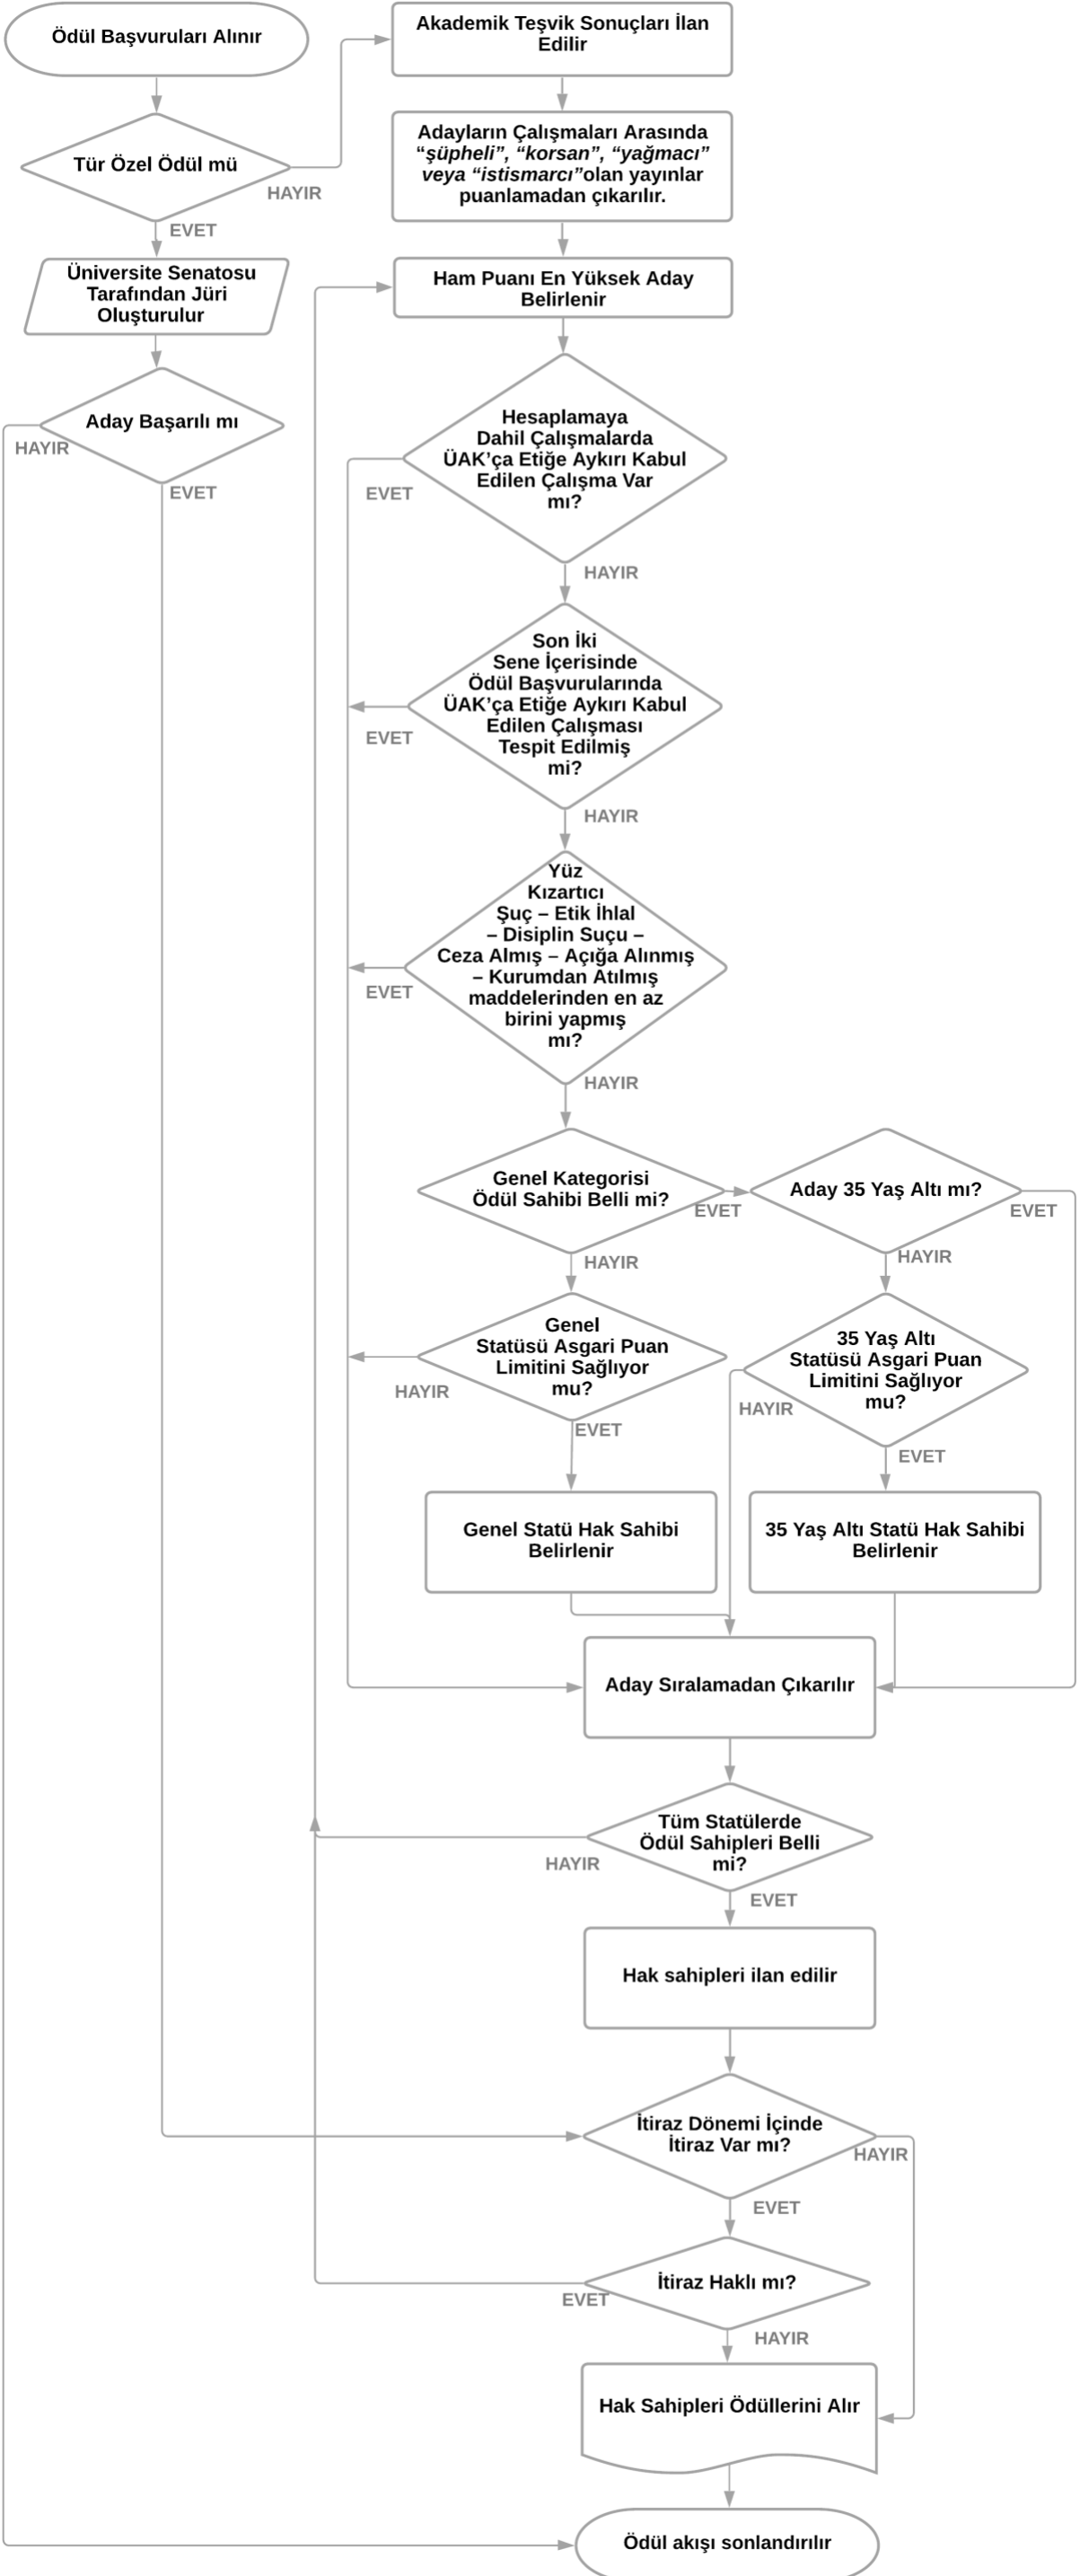 Ödül Başvuruları Alınır
Tür Özel Ödül mü
HAYIR
EVET
Üniversite Senatosu
Tarafından Jüri
Oluşturulur
Aday Başarılı mı
HAYIR
EVET
Akademik Teşvik Sonuçları İlan
Edilir
Adayların Çalışmaları Arasında
“şüpheli”, “korsan”, “yağmacı”
veya “istismarcı”olan yayınlar
puanlamadan çıkarılır.
Ham Puanı En Yüksek Aday
Belirlenir
Hesaplamaya
Dahil Çalışmalarda
ÜAK’ça Etiğe Aykırı Kabul
Edilen Çalışma Var
mı?
EVET
HAYIR
Son İki
Sene İçerisinde
Ödül Başvurularında
ÜAK’ça Etiğe Aykırı Kabul
Edilen Çalışması
Tespit Edilmiş
mi?
EVET
HAYIR
Yüz
Kızartıcı
Şuç – Etik İhlal
– Disiplin Suçu –
Ceza Almış – Açığa Alınmış
– Kurumdan Atılmış
maddelerinden en az
birini yapmış
mı?
EVET
HAYIR
Genel Kategorisi
Ödül Sahibi Belli mi?
EVET
HAYIR
Aday 35 Yaş Altı mı?
EVET
HAYIR
Genel
Statüsü Asgari Puan
Limitini Sağlıyor
mu?
HAYIR
EVET
35 Yaş Altı
Statüsü Asgari Puan
Limitini Sağlıyor
mu?
HAYIR
EVET
Genel Statü Hak Sahibi
Belirlenir
35 Yaş Altı Statü Hak Sahibi
Belirlenir
Aday Sıralamadan Çıkarılır
Tüm Statülerde
Ödül Sahipleri Belli
mi?
HAYIR
EVET
Hak sahipleri ilan edilir
İtiraz Dönemi İçinde
İtiraz Var mı?
HAYIR
EVET
İtiraz Haklı mı?
EVET
HAYIR
Hak Sahipleri Ödüllerini Alır
Ödül akışı sonlandırılır